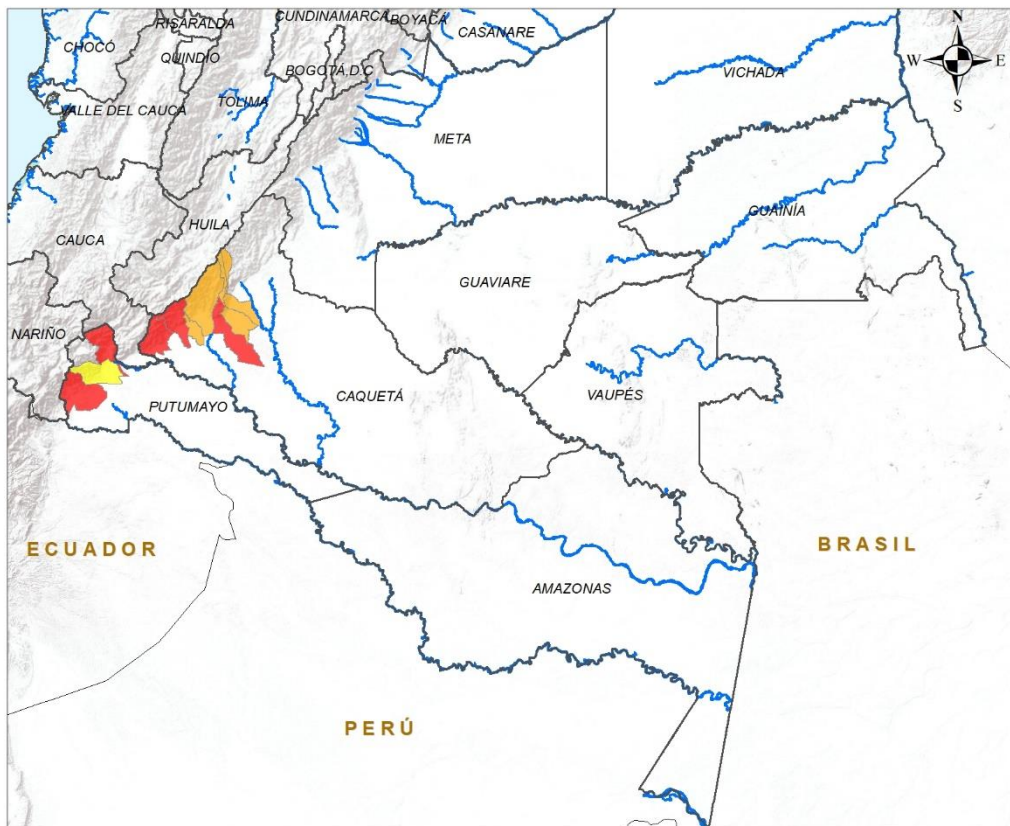 CUNDINAMARCA
BOYACÁ
RISARALDA
CASANARE
N
CHOCÓ
QUINDIO
BOGOTÁ,D.C
VICHADA
W
E
VALLE DEL CAUCA
TOLIMA
S
META
GUAINÍA
HUILA
CAUCA
GUAVIARE
NARIÑO
CAQUETÁ
VAUPÉS
PUTUMAYO
ECUADOR
BRASIL
AMAZONAS
PERÚ